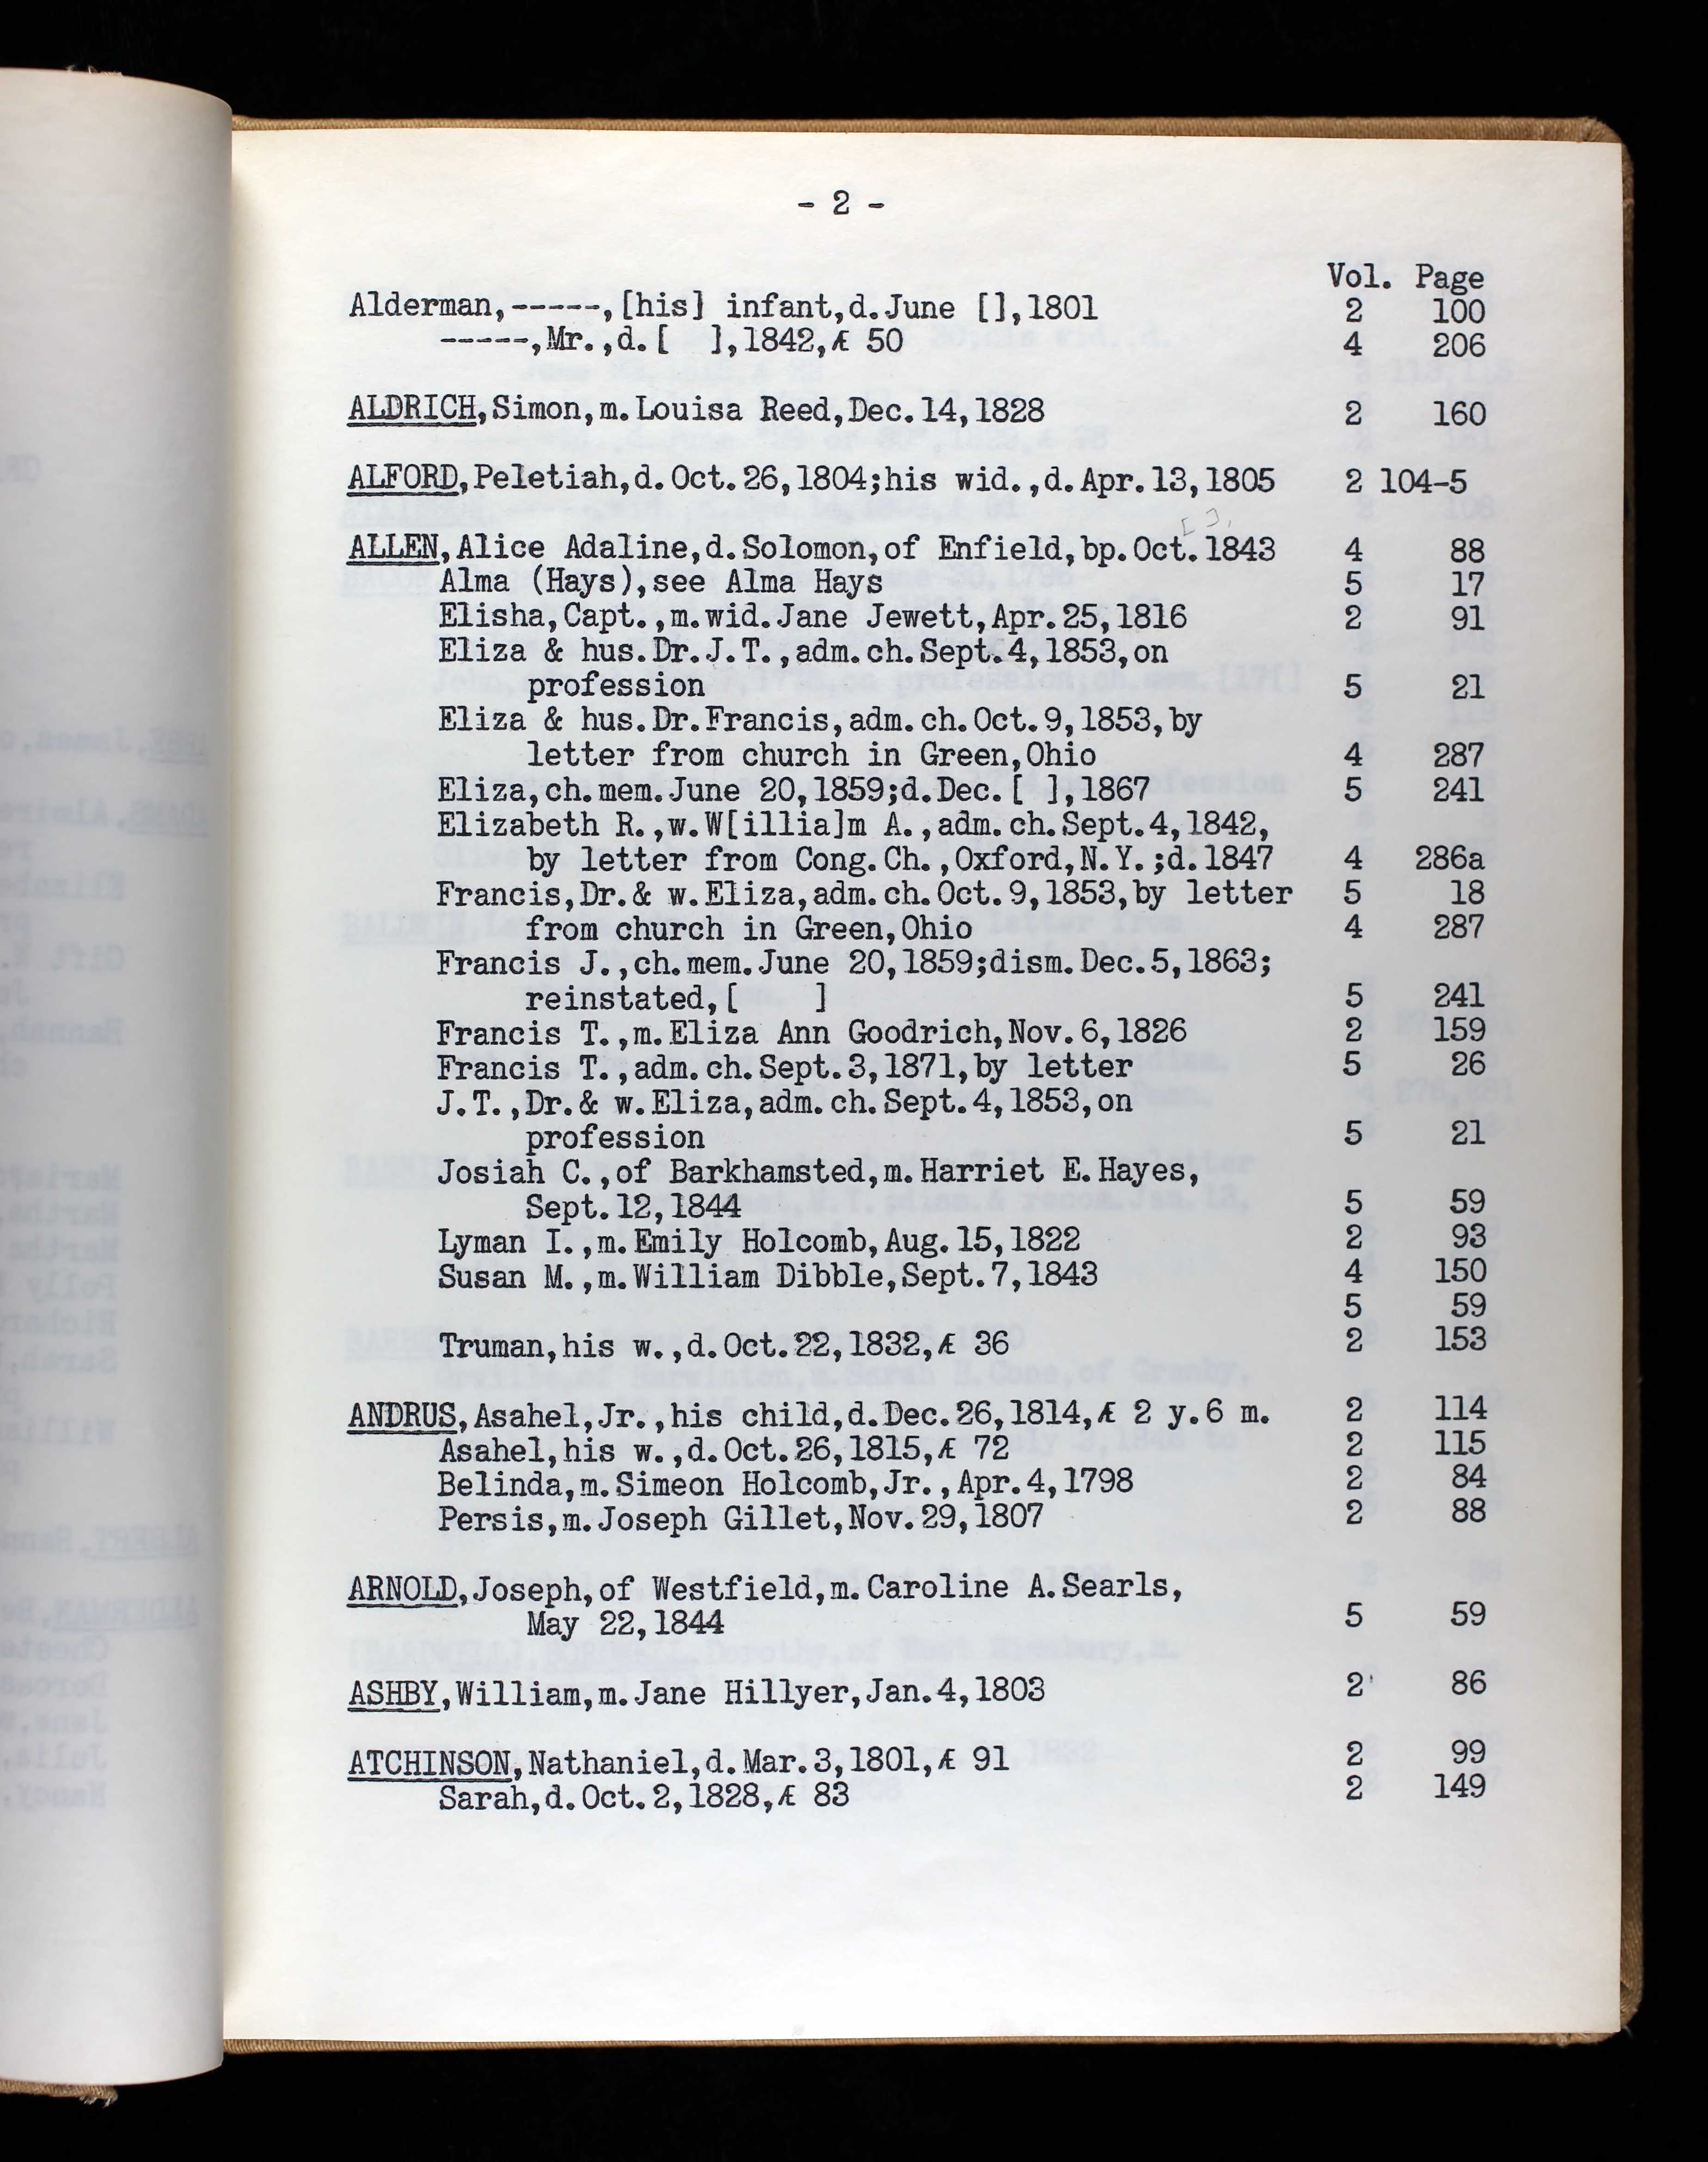 - 2 -
Vol. Page
Alderman,-----,[his] infant,d.June [],1801 2 100
-----,Mr.,d.[ ],1842,Æ 50 4 206
ALDRICH,Simon,m.Louisa Reed,Dec.14,1828 2 160
ALFORD,Peletiah,d.Oct.26,1804;his wid.,d.Apr.13,1805 2 104-5
[ ],
ALLEN,Alice Adaline,d.Solomon,of Enfield,bp.Oct.1843 4 88
Alma (Hays),see Alma Hays 5 17
Elisha,Capt.,m.wid.Jane Jewett,Apr.25,1816 2 91
Eliza & hus.Dr.J.T.,adm.ch.Sept.4,1853,on
profession 5 21
Eliza & hus.Dr.Francis,adm.ch.Oct.9,1853,by
letter from church in Green,Ohio 4 287
Eliza,ch.mem.June 20,1859;d.Dec.[ ],1867 5 241
Elizabeth R.,w.W[illia]m A.,adm.ch.Sept.4,1842,
by letter from Cong.Ch.,Oxford,N.Y.;d.1847 4 286a
Francis,Dr.& w.Eliza,adm.ch.Oct.9,1853,by letter 5 18
from church in Green,Ohio 4 287
Francis J.,ch.mem.June 20,1859;dism.Dec.5,1863;
reinstated,[ ] 5 241
Francis T.,m.Eliza Ann Goodrich,Nov.6,1826 2 159
Francis T.,adm.ch.Sept.3,1871,by letter 5 26
J.T.,Dr.& w.Eliza,adm.ch.Sept.4,1853,on
profession 5 21
Josiah C.,of Barkhamsted,m.Harriet E.Hayes,
Sept.12,1844 5 59
Lyman I.,m.Emily Holcomb,Aug.15,1822 2 93
Susan M.,m.William Dibble,Sept.7,1843 4 150
5 59
Truman,his w.,d.Oct.22,1832,Æ 36 2 153
ANDRUS,Asahel,Jr.,his child,d.Dec.26,1814,Æ 2 y.6 m. 2 114
Asahel,his w.,d.Oct.26,1815,Æ 72 2 115
Belinda,m.Simeon Holcomb,Jr.,Apr.4,1798 2 84
Persis,m.Joseph Gillet,Nov.29,1807 2 88
ARNOLD,Joseph,of Westfield,m.Caroline A.Searls,
May 22,1844 5 59
ASHBY,William,m.Jane Hillyer,Jan.4,1803 2 86
ATCHINSON,Nathaniel,d.Mar.3,1801,Æ 91 2 99
Sarah,d.Oct.2,1828,Æ 83 2 149